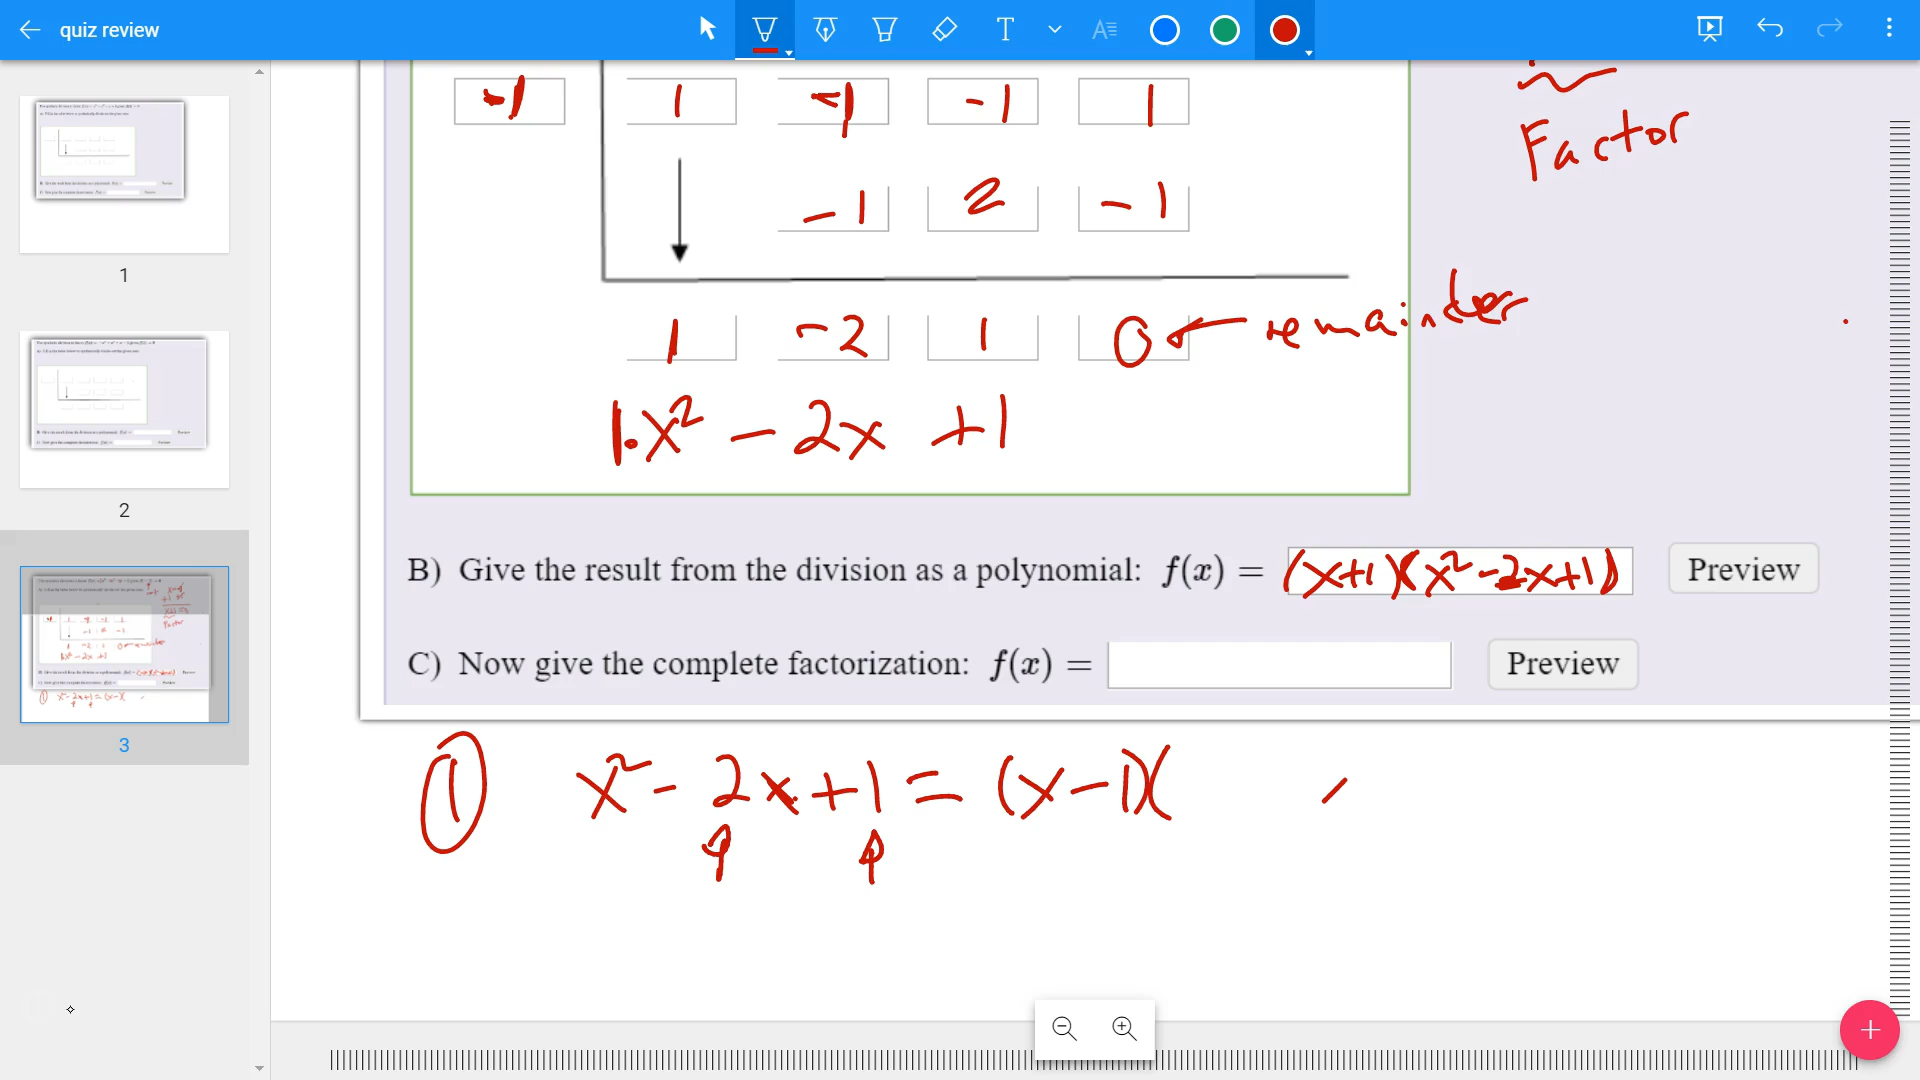 quiz review
-1 1 -1 -1 1
Factor
-1 2 -1
1 -2 1 0 ← remainder
1·x² - 2x + 1
B) Give the result from the division as a polynomial: f(x) = (x+1)(x²-2x+1) Preview
C) Now give the complete factorization: f(x) = Preview
① x² - 2x + 1 = (x-1)(
1
2
3